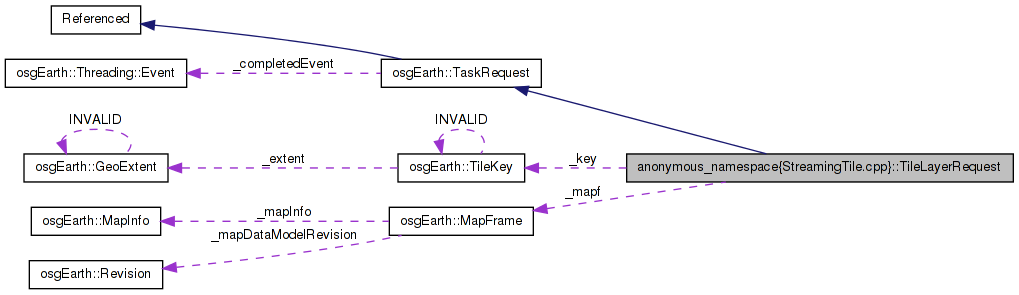 Referenced
osgEarth::Threading::Event
_completedEvent
osgEarth::TaskRequest
INVALID
INVALID
osgEarth::GeoExtent
_extent
osgEarth::TileKey
_key
anonymous_namespace{StreamingTile.cpp}::TileLayerRequest
_mapf
osgEarth::MapInfo
_mapInfo
osgEarth::MapFrame
_mapDataModelRevision
osgEarth::Revision